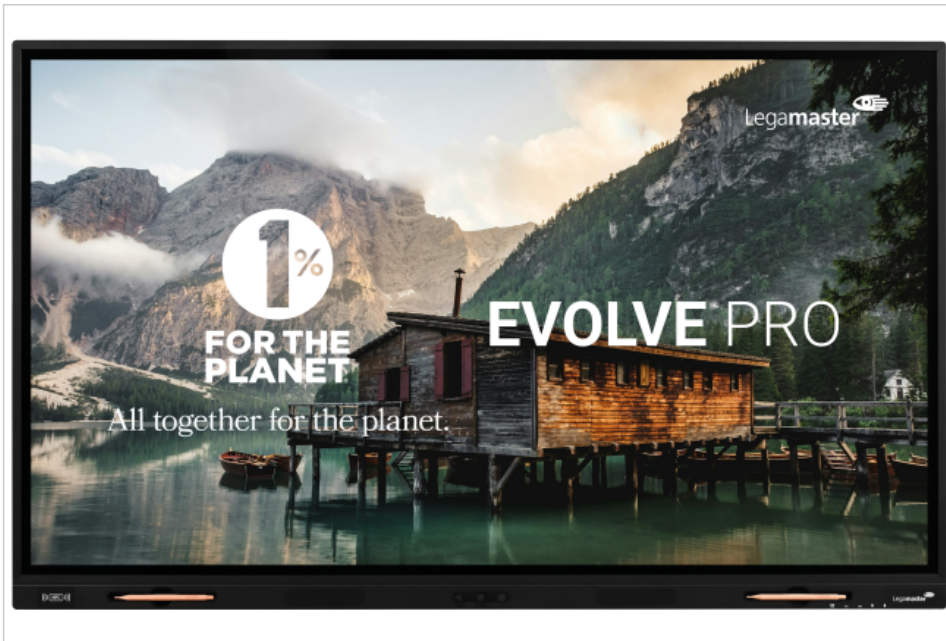 Legamaster
1%
FOR THE
PLANET
EVOLVE PRO
All together for the planet.
Legamaster